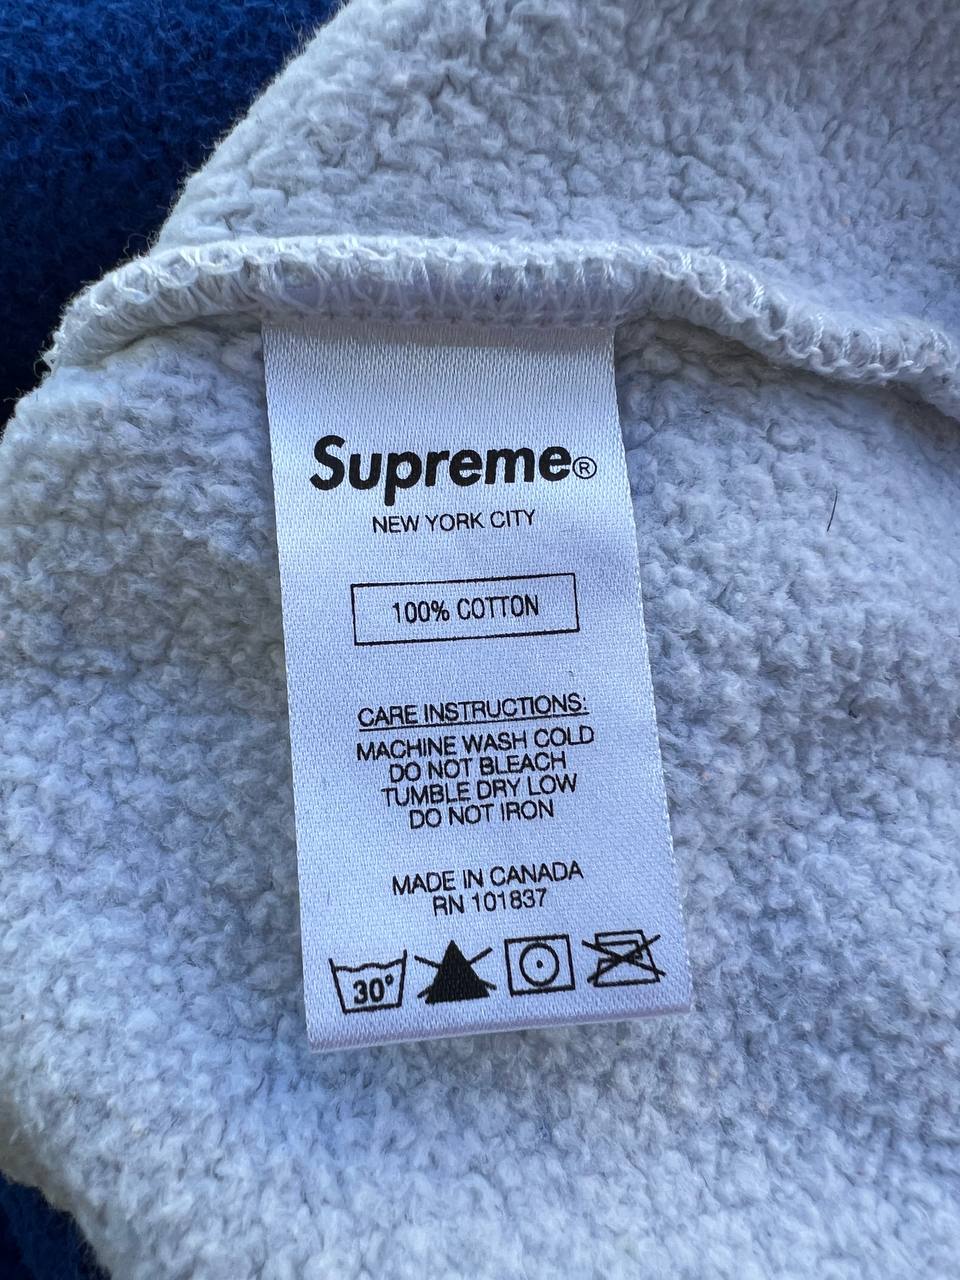 Supreme®
NEW YORK CITY
100% COTTON
CARE INSTRUCTIONS:
MACHINE WASH COLD
DO NOT BLEACH
TUMBLE DRY LOW
DO NOT IRON
MADE IN CANADA
RN 101837
30°